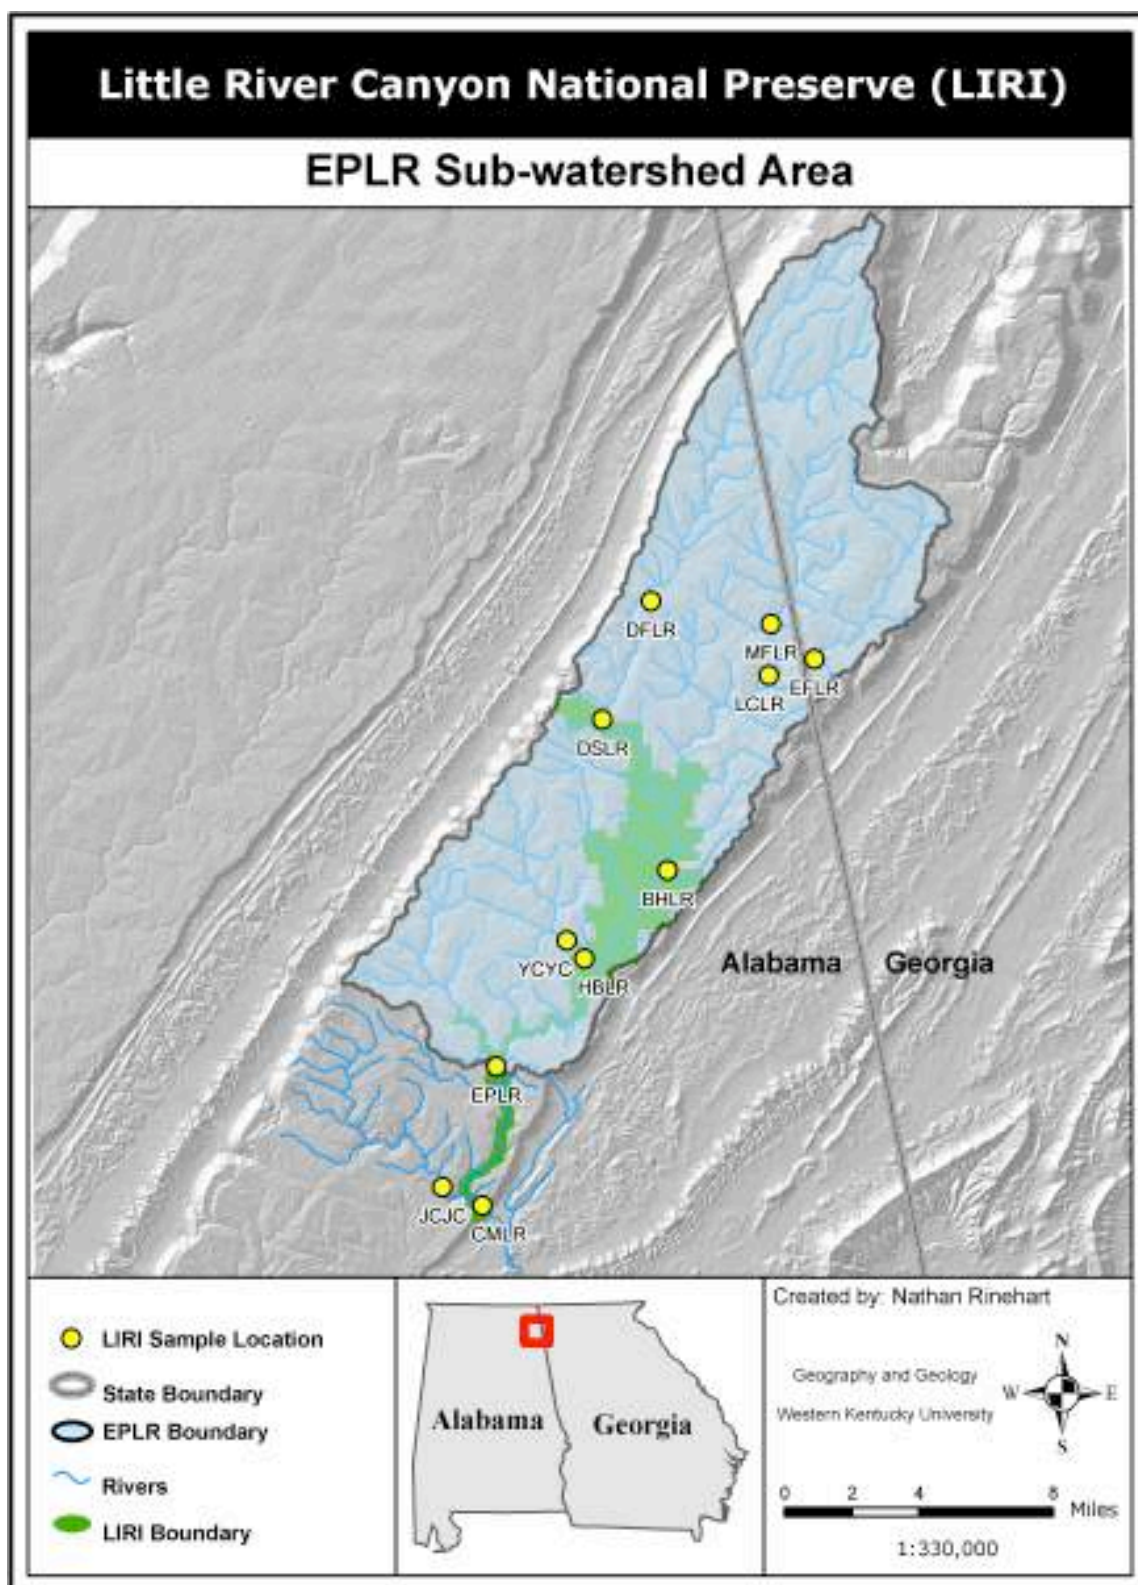 Little River Canyon National Preserve (LIRI)
EPLR Sub-watershed Area
DFLR
MFLR
EFLR
LCLR
DSLR
BHLR
YCYC
HBLR
Alabama
Georgia
EPLR
JCJC
CMLR
LIRI Sample Location
State Boundary
EPLR Boundary
Rivers
LIRI Boundary
Alabama
Georgia
Created by: Nathan Rinehart
Geography and Geology
Western Kentucky University
N
W
E
S
0 2 4 8
Miles
1:330,000